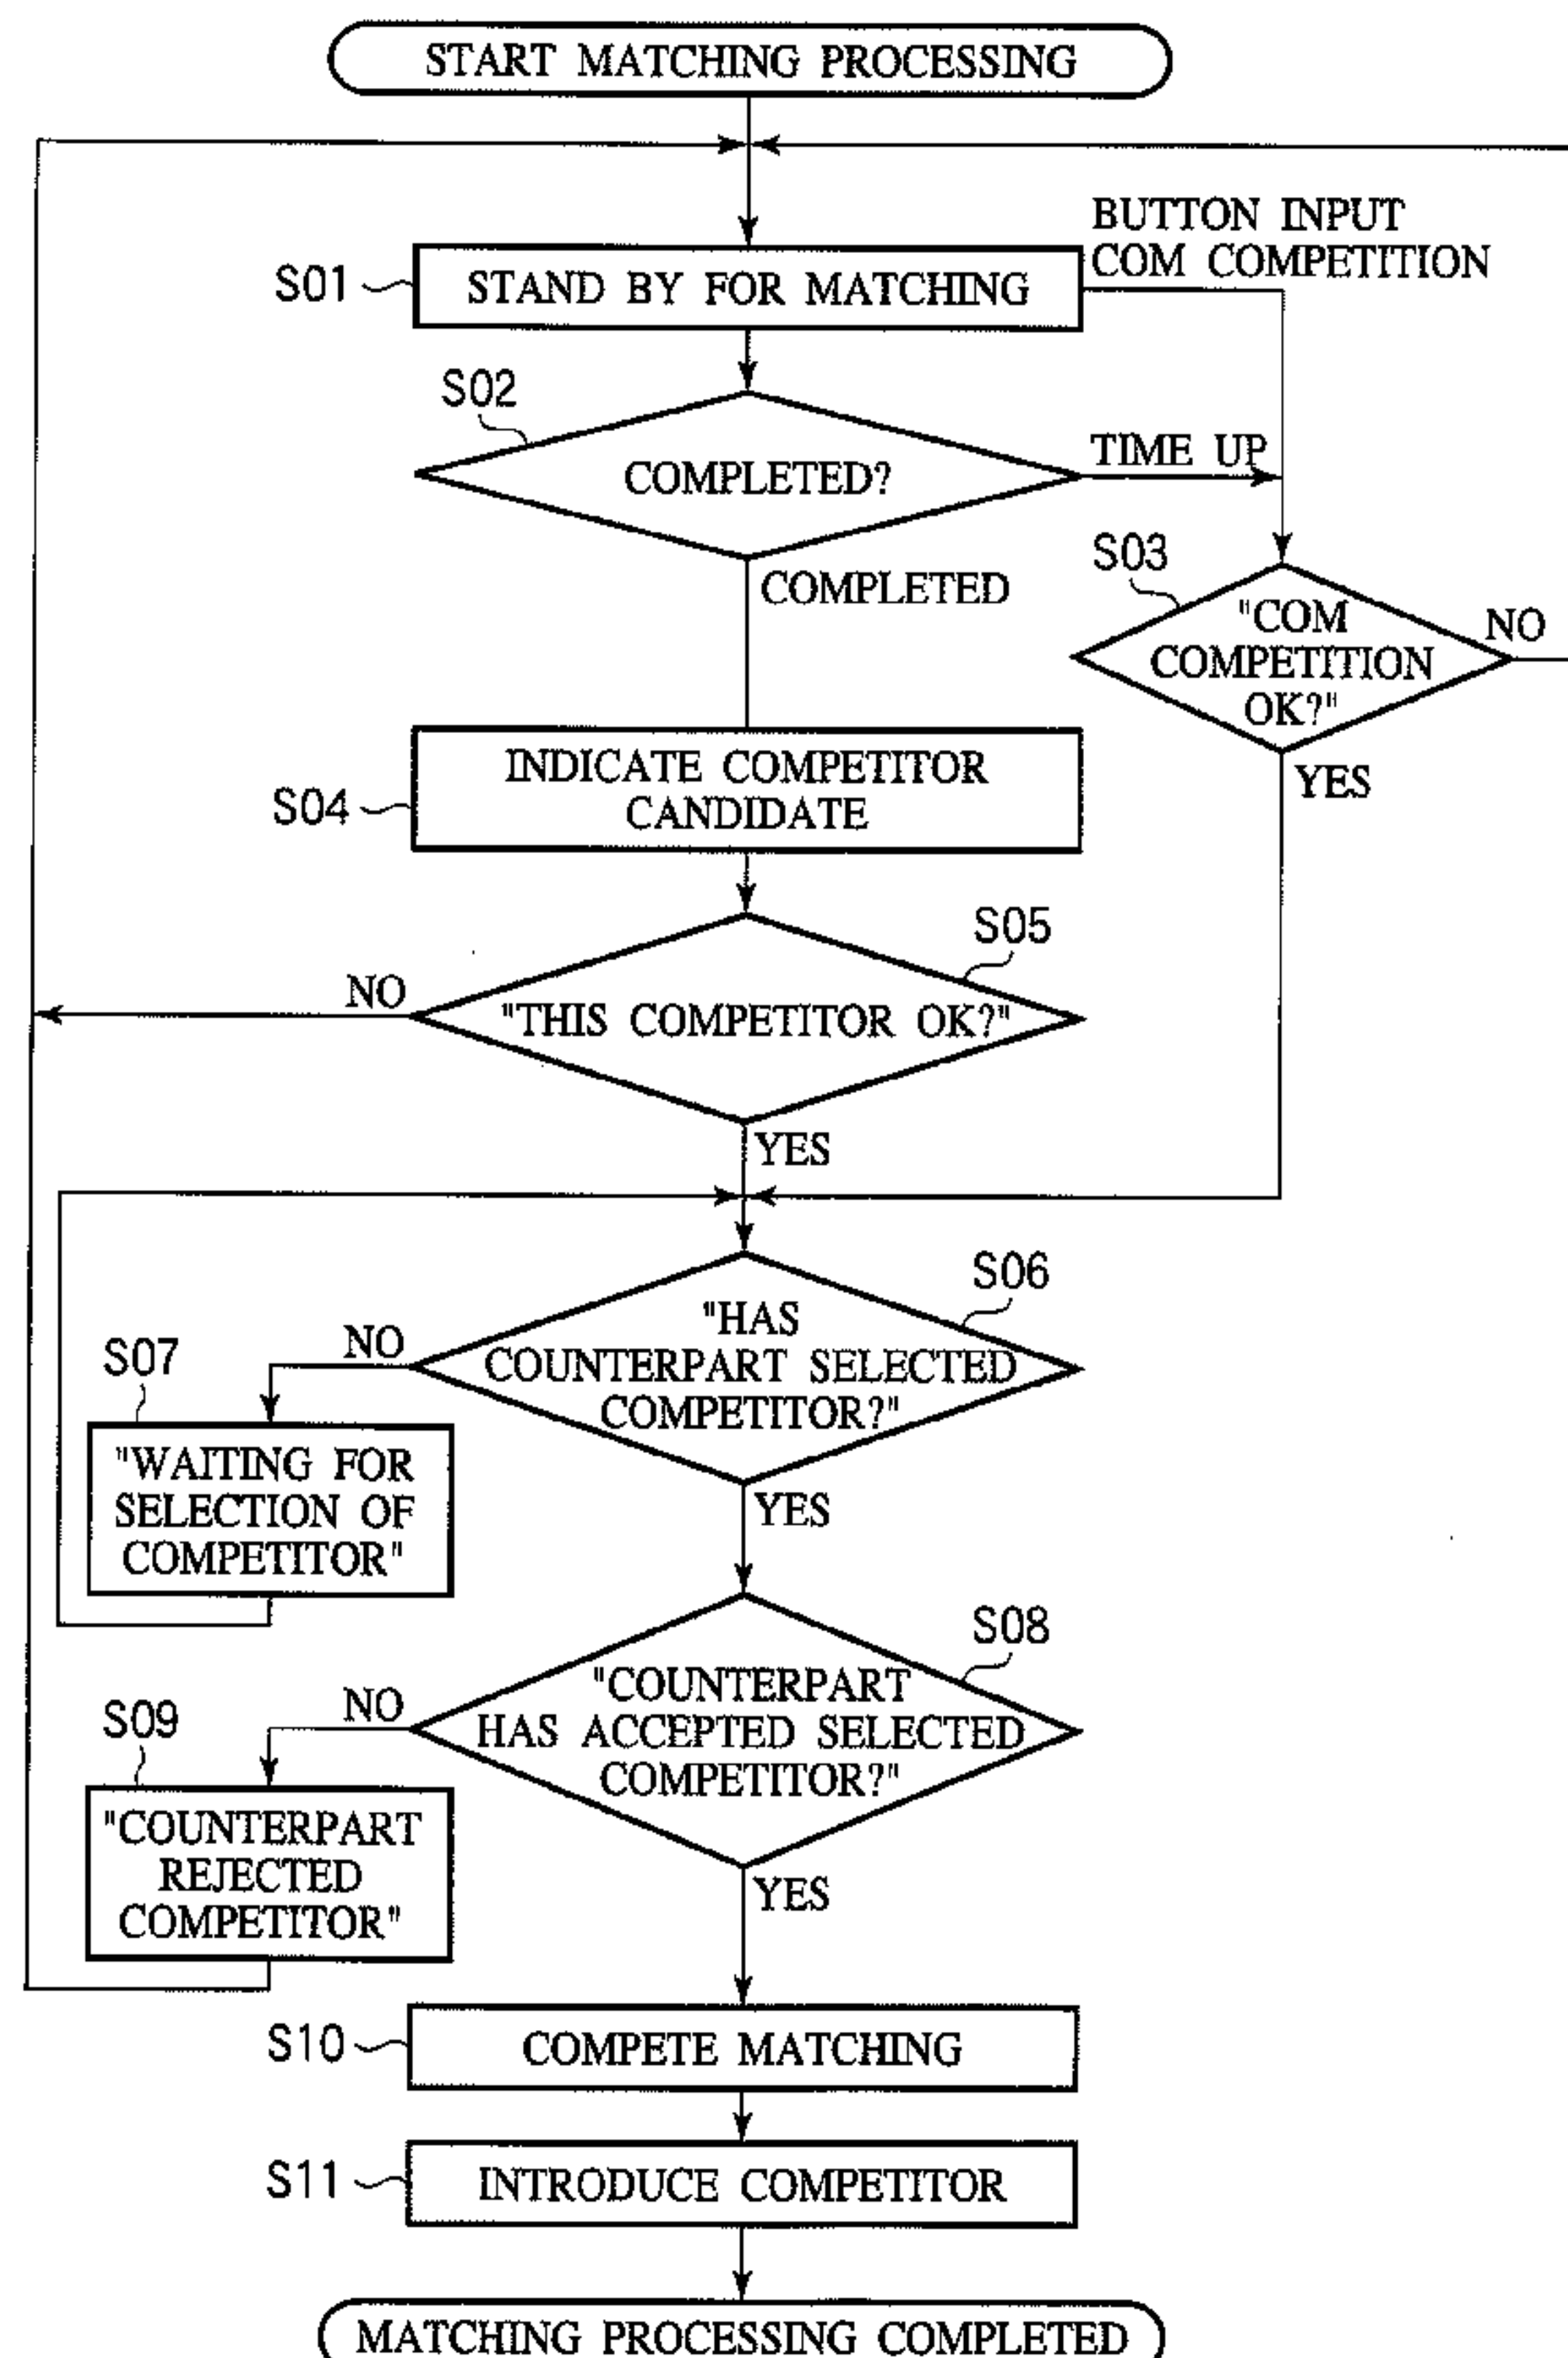 START MATCHING PROCESSING
BUTTON INPUT
COM COMPETITION
S01
STAND BY FOR MATCHING
S02
COMPLETED?
TIME UP
COMPLETED
S03
"COM
COMPETITION
OK?"
NO
YES
S04
INDICATE COMPETITOR
CANDIDATE
S05
"THIS COMPETITOR OK?"
NO
YES
S06
"HAS
COUNTERPART SELECTED
COMPETITOR?"
NO
YES
S07
"WAITING FOR
SELECTION OF
COMPETITOR"
S08
"COUNTERPART
HAS ACCEPTED SELECTED
COMPETITOR?"
NO
YES
S09
"COUNTERPART
REJECTED
COMPETITOR"
S10
COMPETE MATCHING
S11
INTRODUCE COMPETITOR
MATCHING PROCESSING COMPLETED